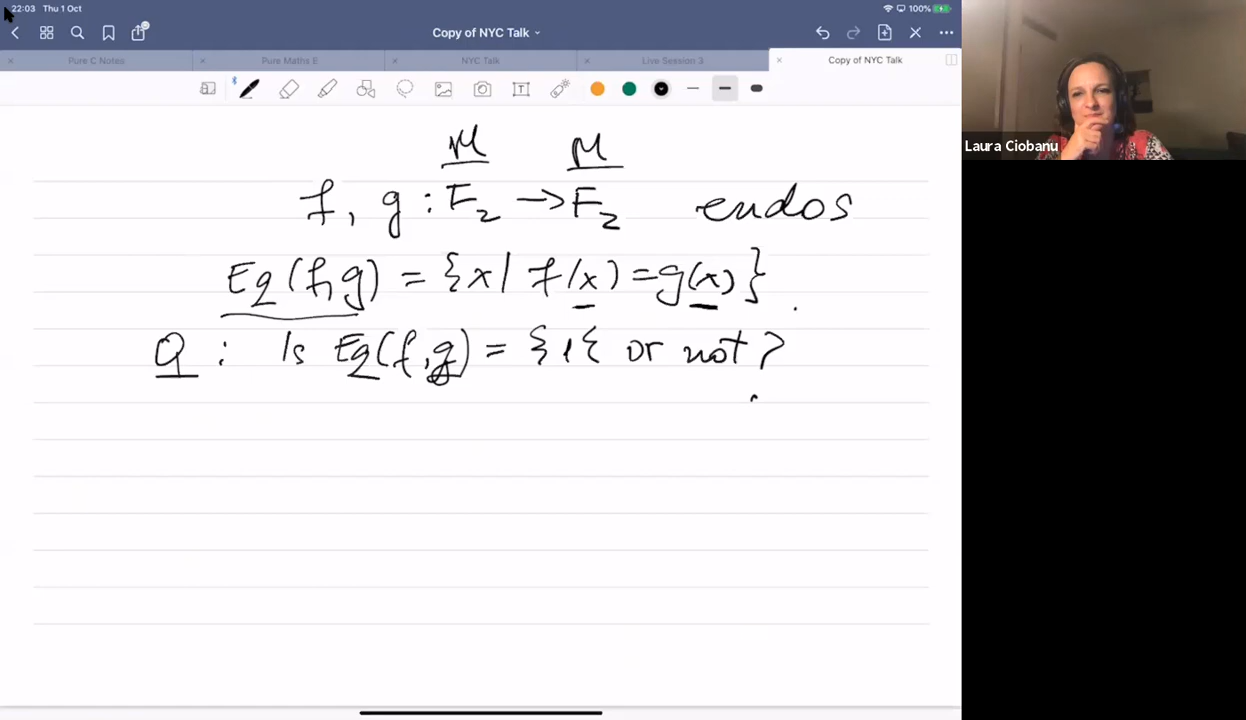 22:03 Thu 1 Oct
100%
Copy of NYC Talk
Pure C Notes
Pure Maths E
NYC Talk
Live Session 3
Copy of NYC Talk
Laura Ciobanu
M M
f, g : F₂ → F₂ endos
Eq(f,g) = {x | f(x) = g(x)}.
Q : Is Eq(f,g) = {1{ or not?